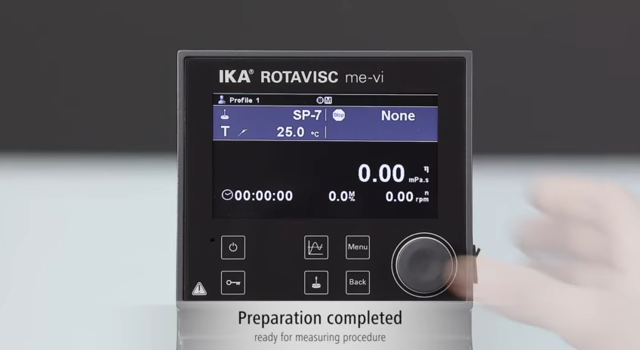 IKA® ROTAVISC me-vi
Profile 1 M
SP-7 Stop None
T 25.0 °C
η
0.00 mPa.s
00:00:00 0.0 M % 0.00 n rpm
Menu
Back
Preparation completed
ready for measuring procedure